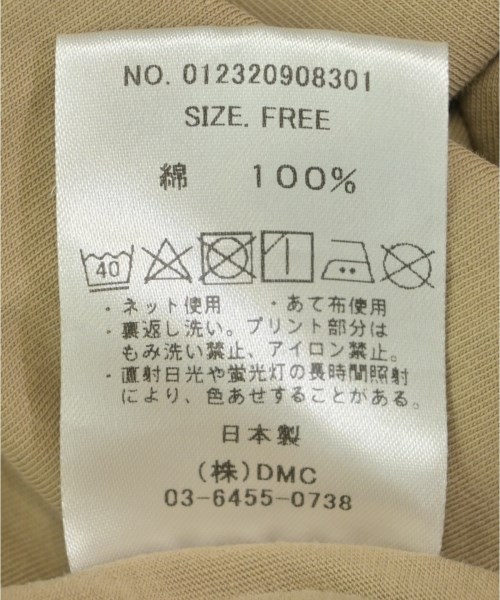 NO. 012320908301
SIZE. FREE
綿 100%
40
・ネット使用 ・あて布使用
・裏返し洗い。プリント部分は
もみ洗い禁止、アイロン禁止。
・直射日光や蛍光灯の長時間照射
により、色あせすることがある。
日本製
(株)DMC
03-6455-0738